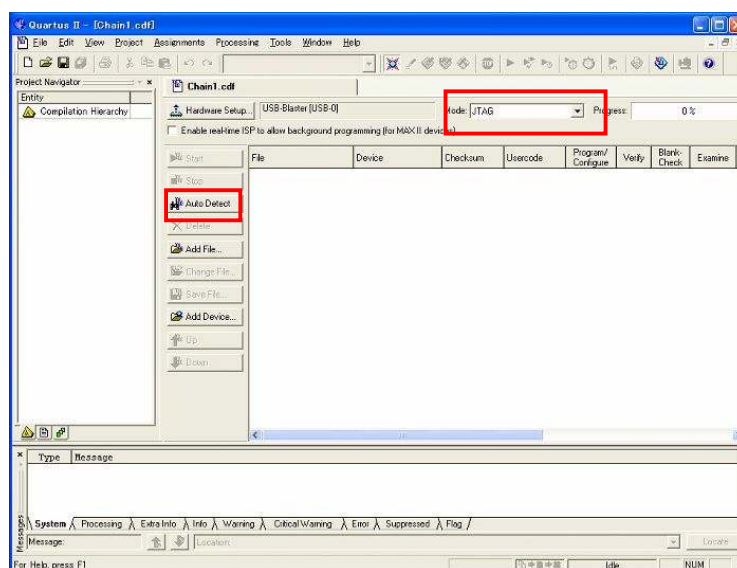 Quartus II - [Chain1.cdf]
File Edit View Project Assignments Processing Tools Window Help
Project Navigator
Entity
Compilation Hierarchy
Chain1.cdf
Hardware Setup... USB-Blaster [USB-0] Mode: JTAG Progress: 0 %
Enable real-time ISP to allow background programming (for MAX II devices)
Start
Stop
Auto Detect
Delete
Add File...
Change File...
Save File...
Add Device...
Up
Down
File Device Checksum Usercode Program/Configure Verify Blank-Check Examine
Type Message
System Processing Extra Info Info Warning Critical Warning Error Suppressed Flag
Messages
Message: Location: Locate
For Help, press F1 Idle NUM